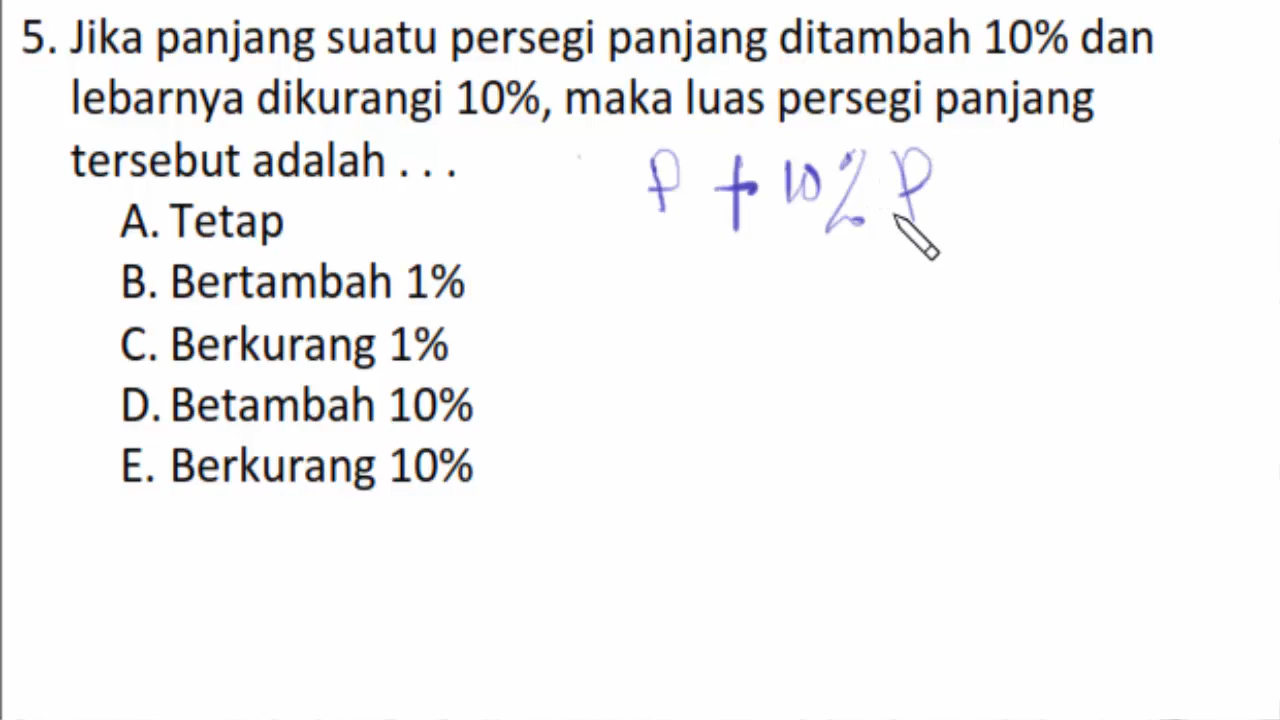 5. Jika panjang suatu persegi panjang ditambah 10% dan
lebarnya dikurangi 10%, maka luas persegi panjang
tersebut adalah . . .
P + 10% P
A. Tetap
B. Bertambah 1%
C. Berkurang 1%
D. Betambah 10%
E. Berkurang 10%